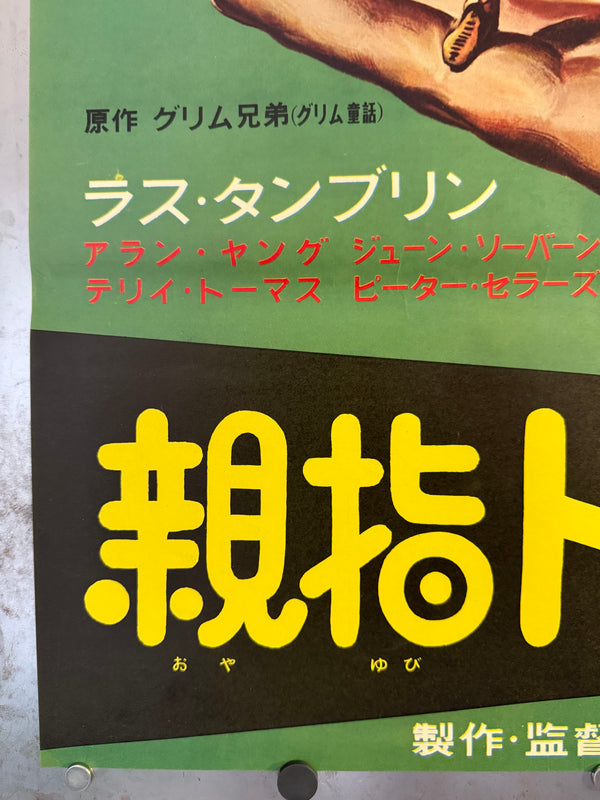 原作 グリム兄弟(グリム童話)
ラス・タンブリン
アラン・ヤング ジューン・ソーバーン
テリイ・トーマス ピーター・セラーズ
親指ト
おや ゆび
製作・監督